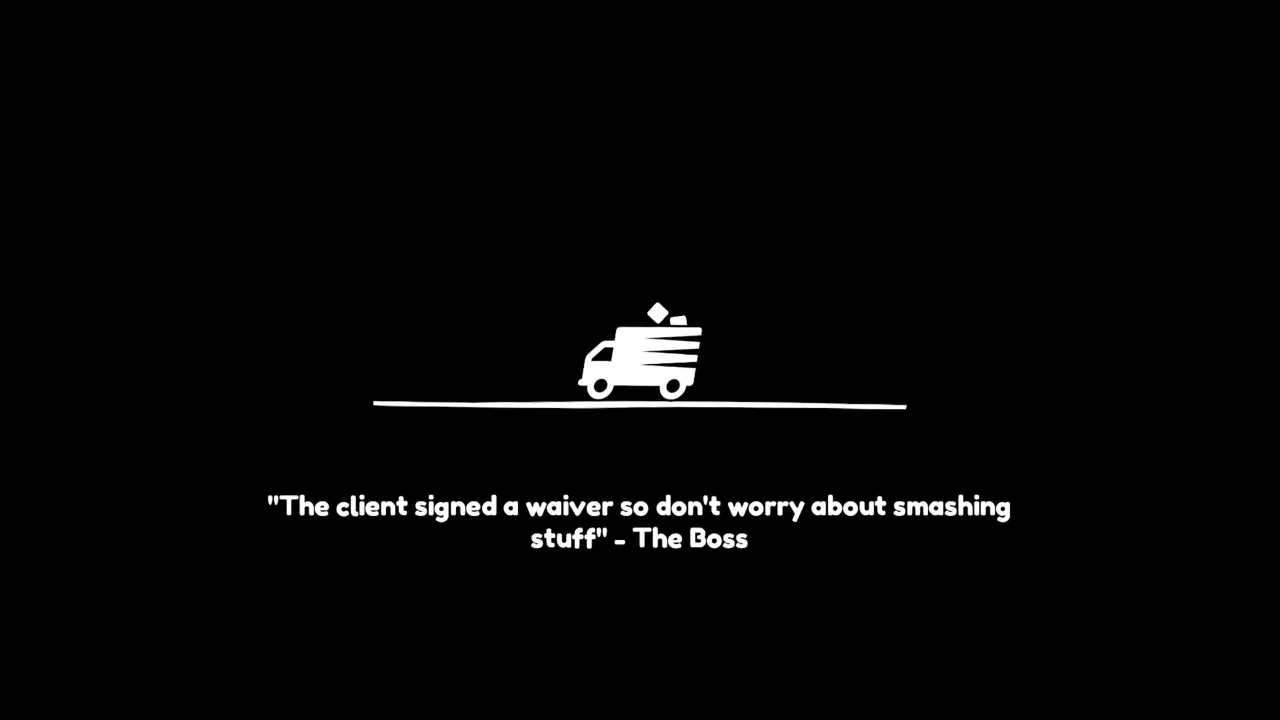 "The client signed a waiver so don't worry about smashing
stuff" - The Boss